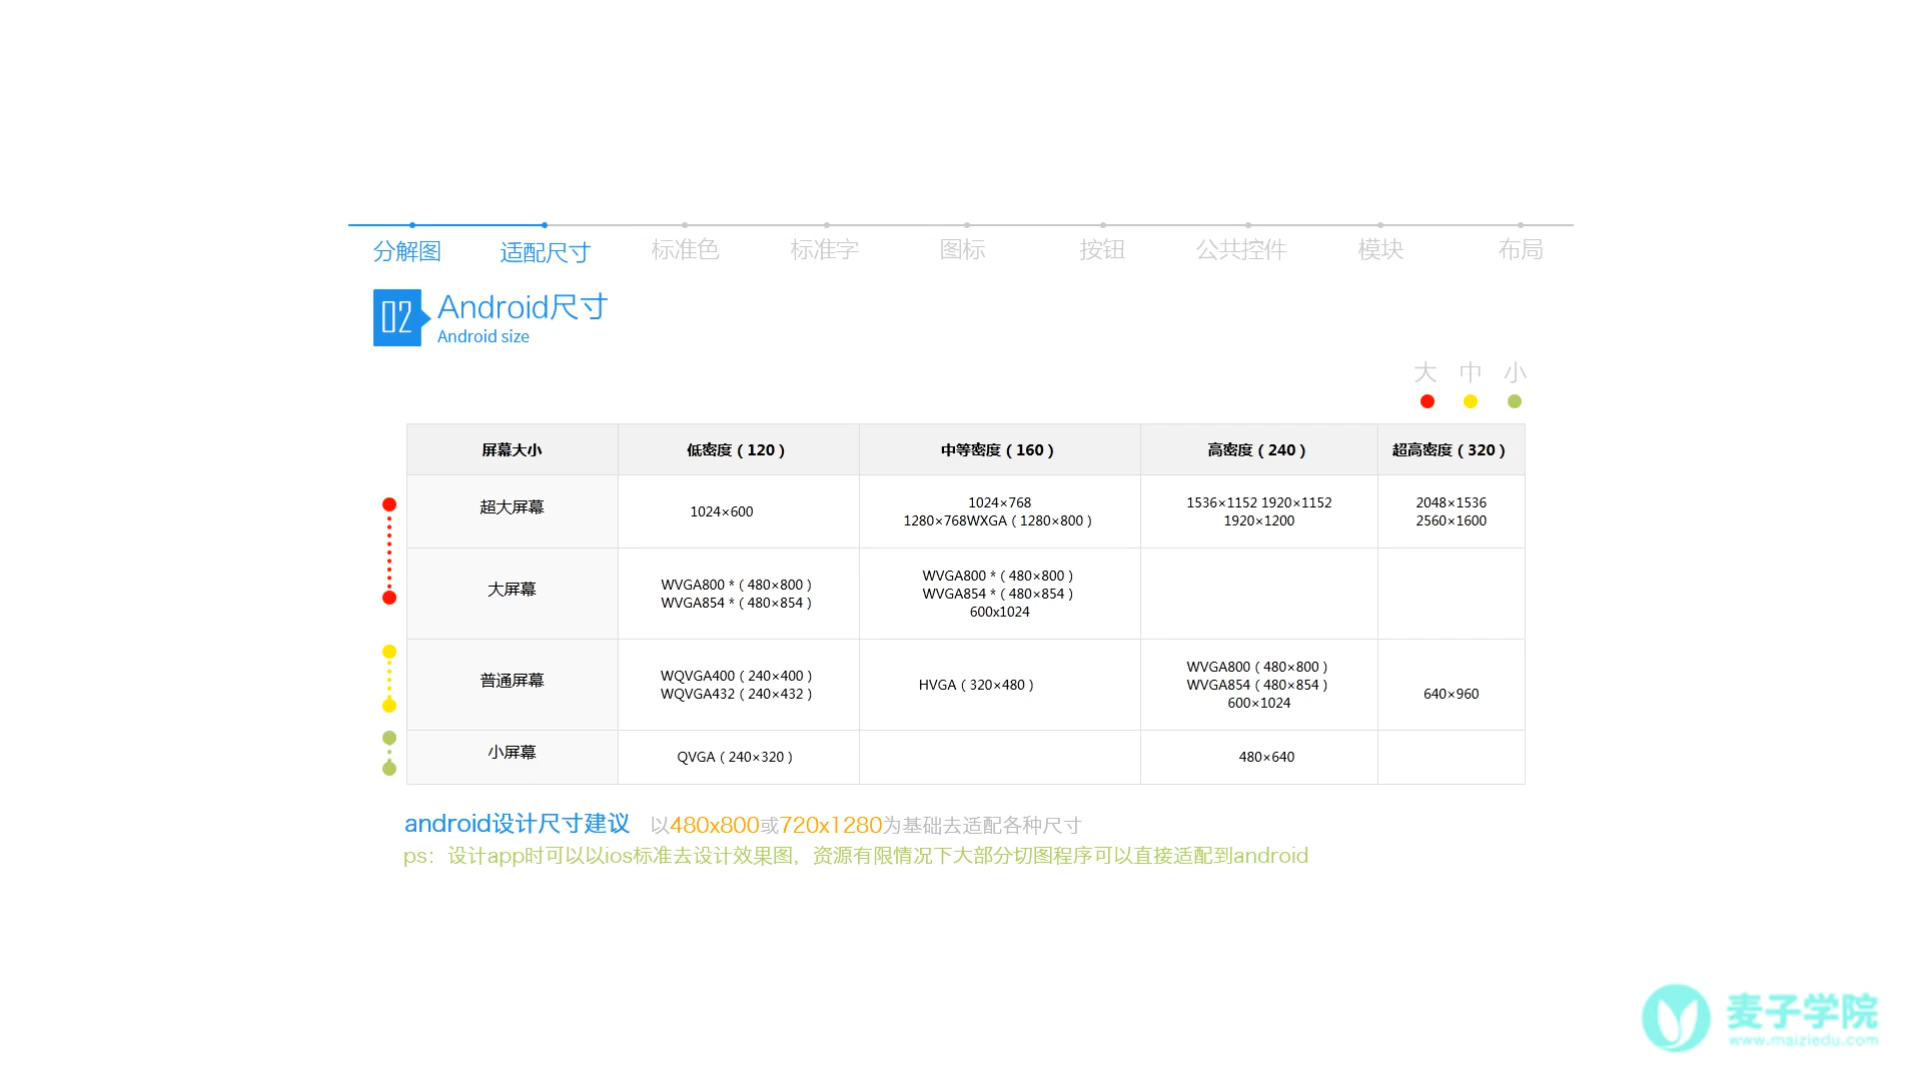 分解图 适配尺寸 标准色 标准字 图标 按钮 公共控件 模块 布局
02 Android尺寸
Android size
大 中 小
屏幕大小 低密度（120） 中等密度（160） 高密度（240） 超高密度（320）
超大屏幕 1024×600 1024×768 1536×1152 1920×1152 2048×1536
1280×768WXGA（1280×800） 1920×1200 2560×1600
大屏幕 WVGA800 *（480×800） WVGA800 *（480×800）
WVGA854 *（480×854） WVGA854 *（480×854）
600x1024
普通屏幕 WQVGA400（240×400） HVGA（320×480） WVGA800（480×800） 640×960
WQVGA432（240×432） WVGA854（480×854）
600×1024
小屏幕 QVGA（240×320） 480×640
android设计尺寸建议 以480x800或720x1280为基础去适配各种尺寸
ps：设计app时可以以ios标准去设计效果图，资源有限情况下大部分切图程序可以直接适配到android
麦子学院
www.maiziedu.com